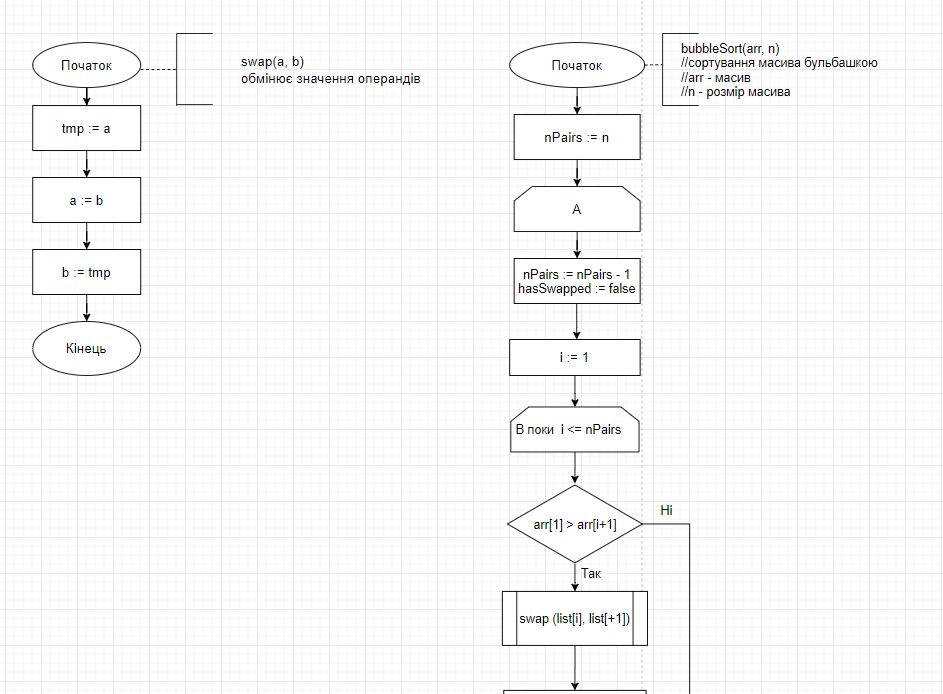 Початок
swap(a, b)
обмінює значення операндів
tmp := a
a := b
b := tmp
Кінець
Початок
bubbleSort(arr, n)
//сортування масива бульбашкою
//arr - масив
//n - розмір масива
nPairs := n
A
nPairs := nPairs - 1
hasSwapped := false
i := 1
В поки i <= nPairs
arr[1] > arr[i+1]
Ні
Так
swap (list[i], list[+1])